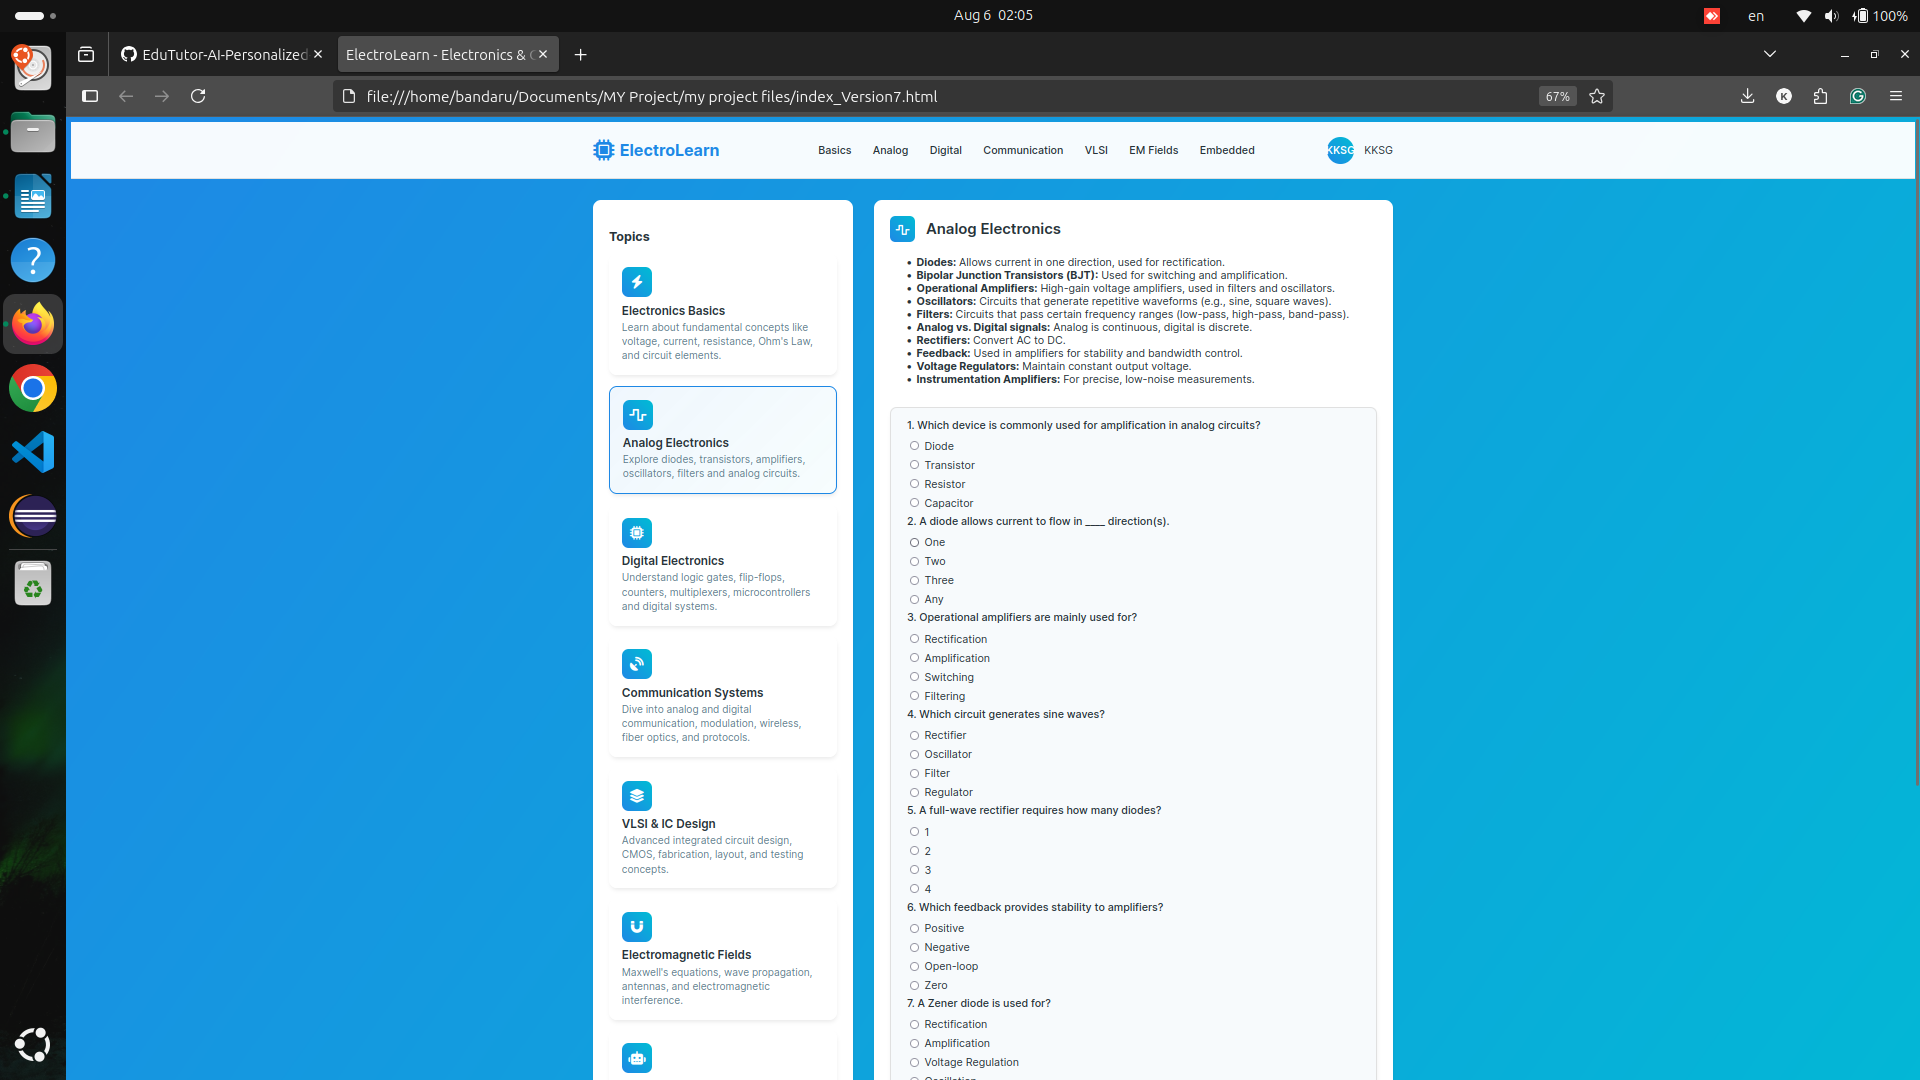 Aug 6 02:05
en
100%
EduTutor-AI-Personalized
ElectroLearn - Electronics &
file:///home/bandaru/Documents/MY Project/my project files/index_Version7.html
67%
K
ElectroLearn
Basics
Analog
Digital
Communication
VLSI
EM Fields
Embedded
KKSG
KKSG
Topics
Electronics Basics
Learn about fundamental concepts like
voltage, current, resistance, Ohm's Law,
and circuit elements.
Analog Electronics
Explore diodes, transistors, amplifiers,
oscillators, filters and analog circuits.
Digital Electronics
Understand logic gates, flip-flops,
counters, multiplexers, microcontrollers
and digital systems.
Communication Systems
Dive into analog and digital
communication, modulation, wireless,
fiber optics, and protocols.
VLSI & IC Design
Advanced integrated circuit design,
CMOS, fabrication, layout, and testing
concepts.
Electromagnetic Fields
Maxwell's equations, wave propagation,
antennas, and electromagnetic
interference.
Analog Electronics
• Diodes: Allows current in one direction, used for rectification.
• Bipolar Junction Transistors (BJT): Used for switching and amplification.
• Operational Amplifiers: High-gain voltage amplifiers, used in filters and oscillators.
• Oscillators: Circuits that generate repetitive waveforms (e.g., sine, square waves).
• Filters: Circuits that pass certain frequency ranges (low-pass, high-pass, band-pass).
• Analog vs. Digital signals: Analog is continuous, digital is discrete.
• Rectifiers: Convert AC to DC.
• Feedback: Used in amplifiers for stability and bandwidth control.
• Voltage Regulators: Maintain constant output voltage.
• Instrumentation Amplifiers: For precise, low-noise measurements.
1. Which device is commonly used for amplification in analog circuits?
Diode
Transistor
Resistor
Capacitor
2. A diode allows current to flow in ____ direction(s).
One
Two
Three
Any
3. Operational amplifiers are mainly used for?
Rectification
Amplification
Switching
Filtering
4. Which circuit generates sine waves?
Rectifier
Oscillator
Filter
Regulator
5. A full-wave rectifier requires how many diodes?
1
2
3
4
6. Which feedback provides stability to amplifiers?
Positive
Negative
Open-loop
Zero
7. A Zener diode is used for?
Rectification
Amplification
Voltage Regulation